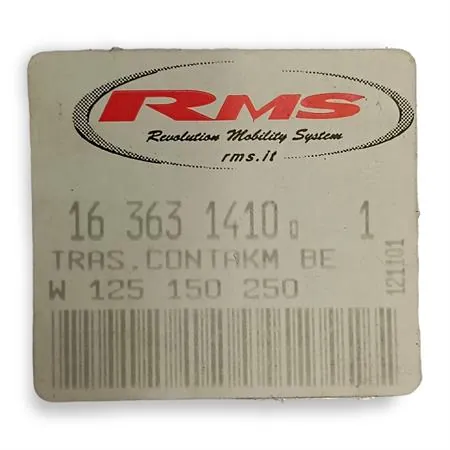 RMS
Revolution Mobility System
rms.it
16 363 1410 0 1
TRAS.CONTAKM BE
W 125 150 250
121101